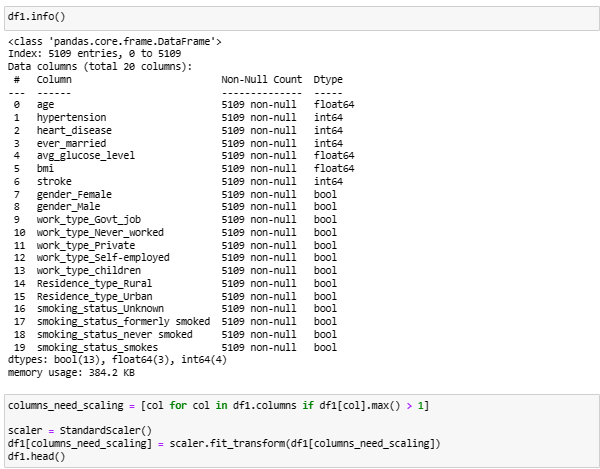 df1.info()
<class 'pandas.core.frame.DataFrame'>
Index: 5109 entries, 0 to 5109
Data columns (total 20 columns):
 #   Column                          Non-Null Count  Dtype
---  ------                          --------------  -----
 0   age                             5109 non-null   float64
 1   hypertension                    5109 non-null   int64
 2   heart_disease                   5109 non-null   int64
 3   ever_married                    5109 non-null   int64
 4   avg_glucose_level               5109 non-null   float64
 5   bmi                             5109 non-null   float64
 6   stroke                          5109 non-null   int64
 7   gender_Female                   5109 non-null   bool
 8   gender_Male                     5109 non-null   bool
 9   work_type_Govt_job              5109 non-null   bool
 10  work_type_Never_worked          5109 non-null   bool
 11  work_type_Private               5109 non-null   bool
 12  work_type_Self-employed         5109 non-null   bool
 13  work_type_children              5109 non-null   bool
 14  Residence_type_Rural            5109 non-null   bool
 15  Residence_type_Urban            5109 non-null   bool
 16  smoking_status_Unknown          5109 non-null   bool
 17  smoking_status_formerly smoked  5109 non-null   bool
 18  smoking_status_never smoked     5109 non-null   bool
 19  smoking_status_smokes           5109 non-null   bool
dtypes: bool(13), float64(3), int64(4)
memory usage: 384.2 KB
columns_need_scaling = [col for col in df1.columns if df1[col].max() > 1]
scaler = StandardScaler()
df1[columns_need_scaling] = scaler.fit_transform(df1[columns_need_scaling])
df1.head()